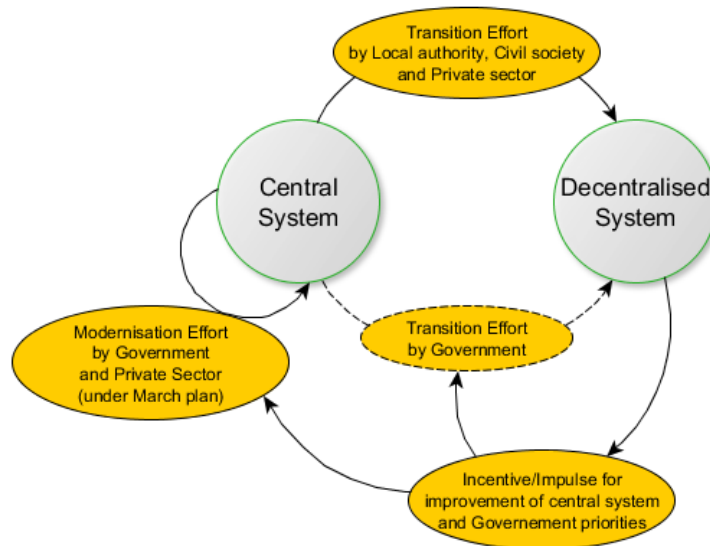 Transition Effort
by Local authority, Civil society
and Private sector
Central
System
Decentralised
System
Modernisation Effort
by Government
and Private Sector
(under March plan)
Transition Effort
by Government
Incentive/Impulse for
improvement of central system
and Governement priorities